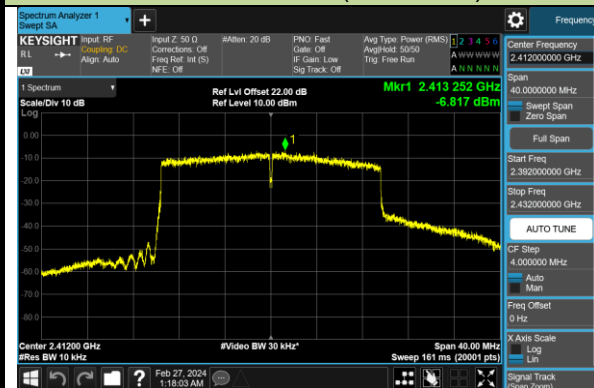 Spectrum Analyzer 1
Swept SA
+
Frequency
KEYSIGHT
RL
Input: RF
Coupling: DC
Align: Auto
Input Z: 50 Ω
Corrections: Off
Freq Ref: Int (S)
NFE: Off
#Atten: 20 dB
PNO: Fast
Gate: Off
IF Gain: Low
Sig Track: Off
Avg Type: Power (RMS)
Avg|Hold: 50/50
Trig: Free Run
1 2 3 4 5 6
A W W W W W
A N N N N N
1 Spectrum
Scale/Div 10 dB
Log
Ref Lvl Offset 22.00 dB
Ref Level 10.00 dBm
Mkr1 2.413 252 GHz
-6.817 dBm
1
0.00
-10.0
-20.0
-30.0
-40.0
-50.0
-60.0
-70.0
-80.0
Center 2.41200 GHz
#Res BW 10 kHz
#Video BW 30 kHz*
Span 40.00 MHz
Sweep 161 ms (20001 pts)
Center Frequency
2.412000000 GHz
Span
40.0000000 MHz
Swept Span
Zero Span
Full Span
Start Freq
2.392000000 GHz
Stop Freq
2.432000000 GHz
AUTO TUNE
CF Step
4.000000 MHz
Auto
Man
Freq Offset
0 Hz
X Axis Scale
Log
Lin
Signal Track
(Span Zoom)
?
Feb 27, 2024
1:18:03 AM